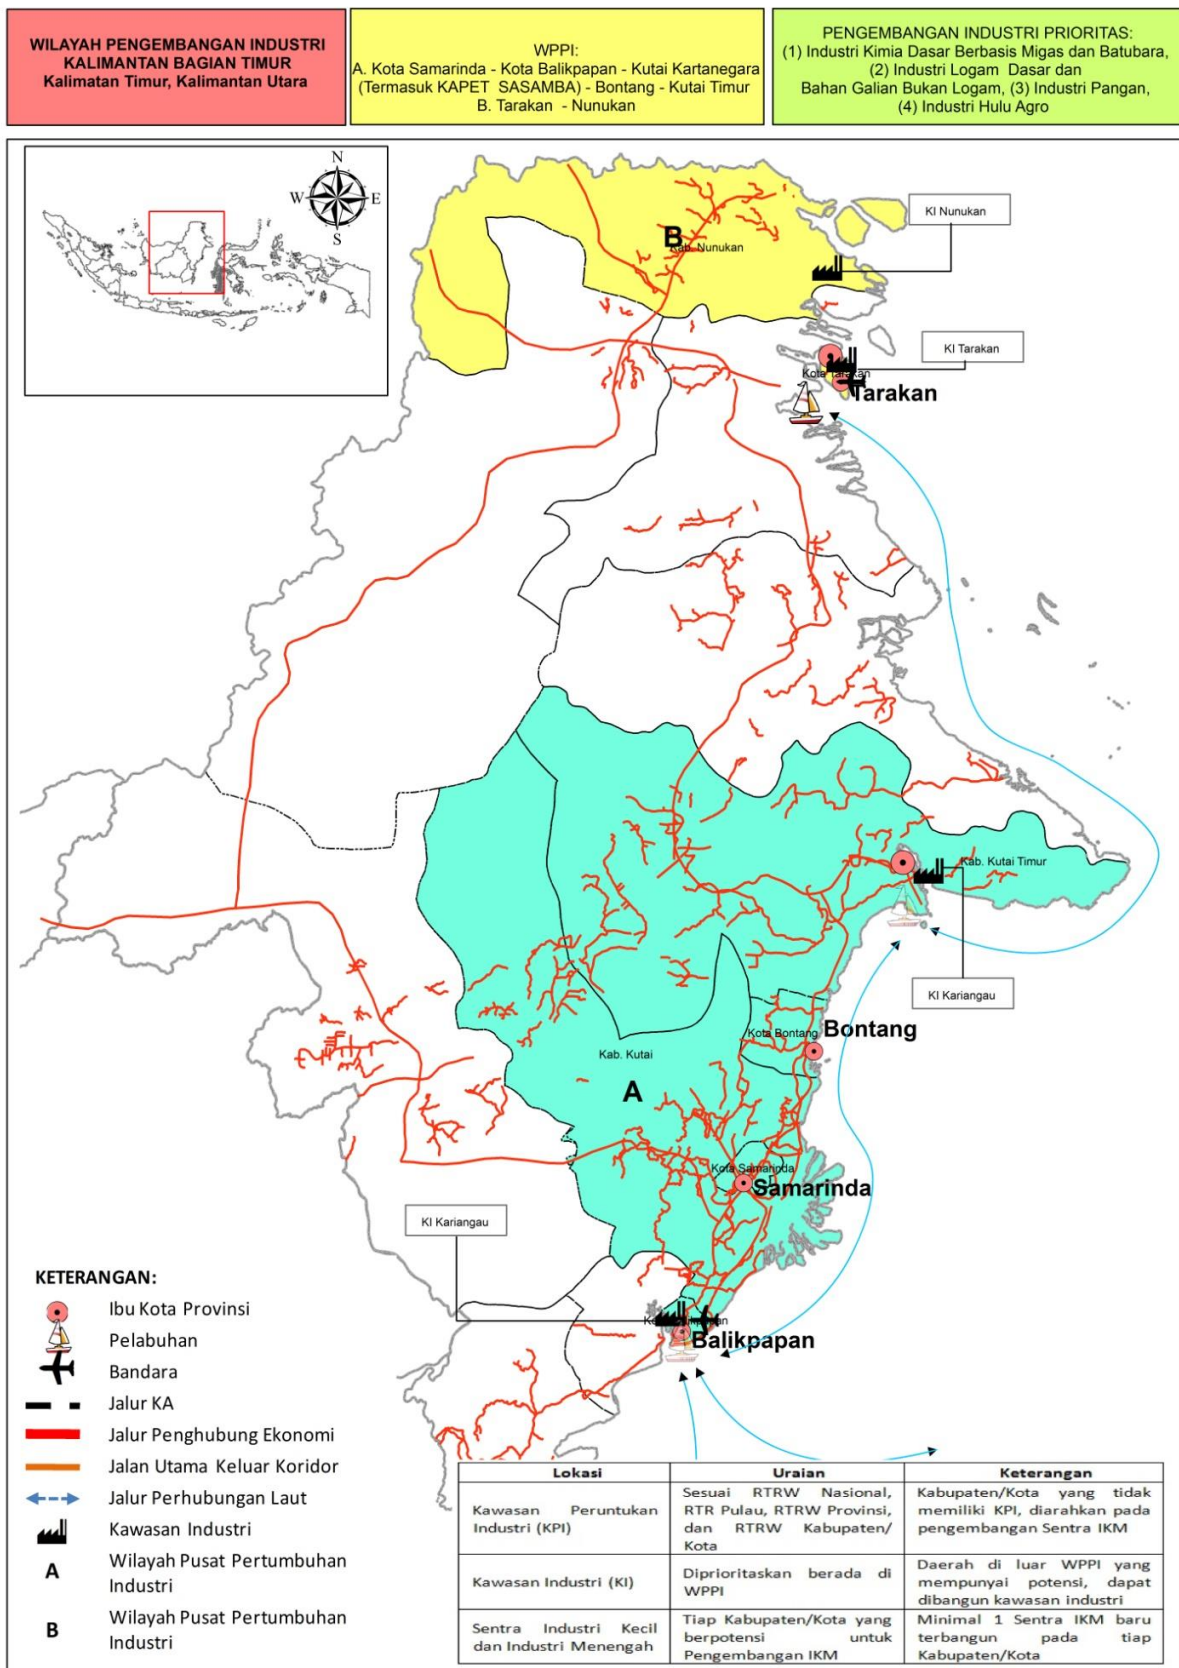 WILAYAH PENGEMBANGAN INDUSTRI
KALIMANTAN BAGIAN TIMUR
Kalimatan Timur, Kalimantan Utara
WPPI:
A. Kota Samarinda - Kota Balikpapan - Kutai Kartanegara
(Termasuk KAPET SASAMBA) - Bontang - Kutai Timur
B. Tarakan - Nunukan
PENGEMBANGAN INDUSTRI PRIORITAS:
(1) Industri Kimia Dasar Berbasis Migas dan Batubara,
(2) Industri Logam Dasar dan
Bahan Galian Bukan Logam, (3) Industri Pangan,
(4) Industri Hulu Agro
N
W
E
S
KI Nunukan
B
Kab. Nunukan
KI Tarakan
Kota Tarakan
Tarakan
Kab. Kutai Timur
KI Kariangau
Kota Bontang
Bontang
Kab. Kutai
A
Kota Samarinda
Samarinda
KI Kariangau
Balikpapan
KETERANGAN:
Ibu Kota Provinsi
Pelabuhan
Bandara
Jalur KA
Jalur Penghubung Ekonomi
Jalan Utama Keluar Koridor
Jalur Perhubungan Laut
Kawasan Industri
A Wilayah Pusat Pertumbuhan
Industri
B Wilayah Pusat Pertumbuhan
Industri
Lokasi Uraian Keterangan
Kawasan Peruntukan
Industri (KPI)
Sesuai RTRW Nasional,
RTR Pulau, RTRW Provinsi,
dan RTRW Kabupaten/
Kota
Kabupaten/Kota yang tidak
memiliki KPI, diarahkan pada
pengembangan Sentra IKM
Kawasan Industri (KI)
Diprioritaskan berada di
WPPI
Daerah di luar WPPI yang
mempunyai potensi, dapat
dibangun kawasan industri
Sentra Industri Kecil
dan Industri Menengah
Tiap Kabupaten/Kota yang
berpotensi untuk
Pengembangan IKM
Minimal 1 Sentra IKM baru
terbangun pada tiap
Kabupaten/Kota